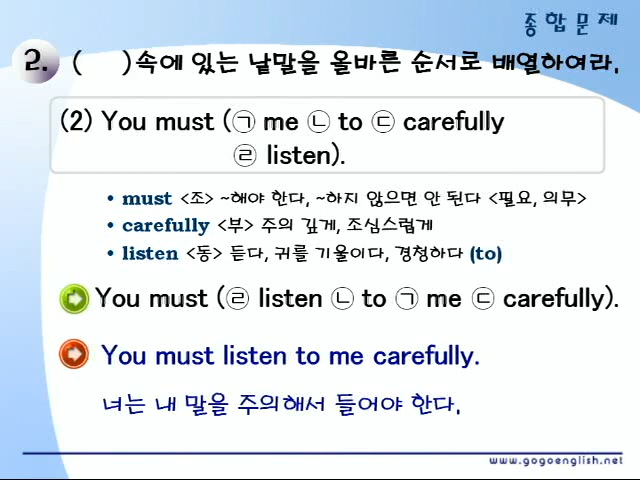 종합문제
2. ( )속에 있는 낱말을 올바른 순서로 배열하여라.
(2) You must (㉠ me ㉡ to ㉢ carefully
㉣ listen).
• must <조> ~해야 한다, ~하지 않으면 안 된다 <필요, 의무>
• carefully <부> 주의 깊게, 조심스럽게
• listen <동> 듣다, 귀를 기울이다, 경청하다 (to)
You must (㉣ listen ㉡ to ㉠ me ㉢ carefully).
You must listen to me carefully.
너는 내 말을 주의해서 들어야 한다.
www.gogoenglish.net